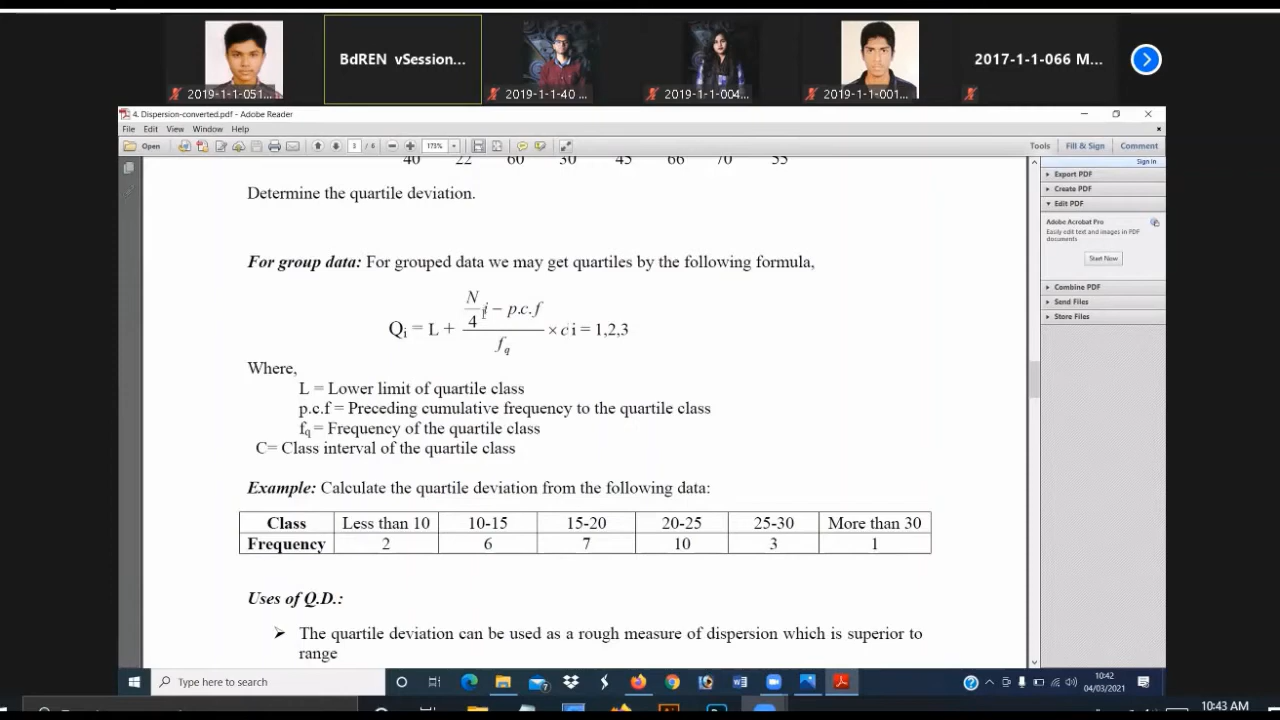 BdREN vSession...
2017-1-1-066 M...
2019-1-1-051...
2019-1-1-40 ...
2019-1-1-004...
2019-1-1-001...
4. Dispersion-converted.pdf - Adobe Reader
File Edit View Window Help
Open 3 / 6 173% Tools Fill & Sign Comment
Sign In
40 22 60 30 45 66 70 55
Determine the quartile deviation.
For group data: For grouped data we may get quartiles by the following formula,
Qi = L + (N/4 i − p.c.f)/fq × c i = 1,2,3
Where,
L = Lower limit of quartile class
p.c.f = Preceding cumulative frequency to the quartile class
fq = Frequency of the quartile class
C= Class interval of the quartile class
Example: Calculate the quartile deviation from the following data:
Class Less than 10 10-15 15-20 20-25 25-30 More than 30
Frequency 2 6 7 10 3 1
Uses of Q.D.:
➢ The quartile deviation can be used as a rough measure of dispersion which is superior to
range
Export PDF
Create PDF
Edit PDF
Adobe Acrobat Pro
Easily edit text and images in PDF
documents
Start Now
Combine PDF
Send Files
Store Files
Type here to search
10:42
04/03/2021
10:43 AM